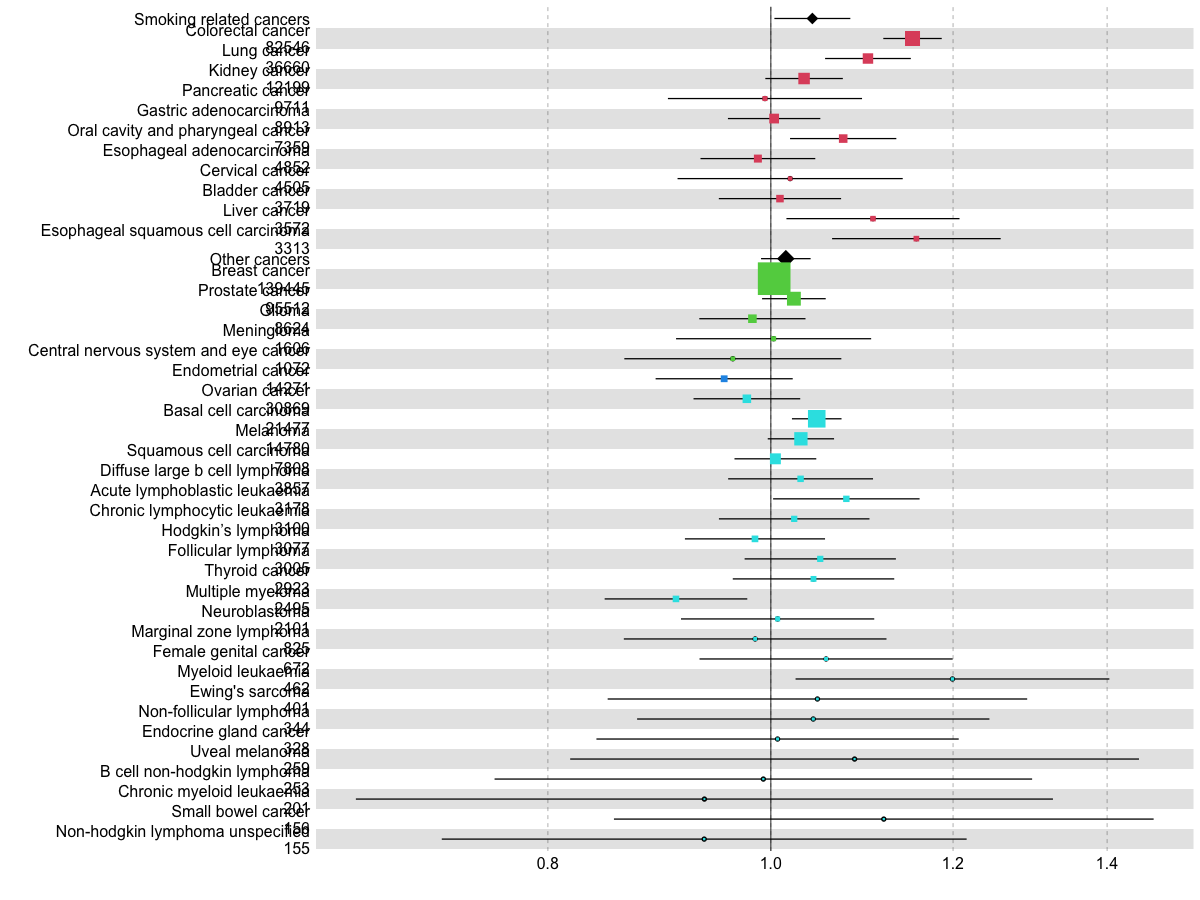 Smoking related cancers
Colorectal cancer
82546
Lung cancer
36660
Kidney cancer
12199
Pancreatic cancer
9711
Gastric adenocarcinoma
8913
Oral cavity and pharyngeal cancer
7359
Esophageal adenocarcinoma
4852
Cervical cancer
4505
Bladder cancer
3719
Liver cancer
3572
Esophageal squamous cell carcinoma
3313
Other cancers
Breast cancer
139445
Prostate cancer
95512
Glioma
8624
Meningioma
1606
Central nervous system and eye cancer
1072
Endometrial cancer
14271
Ovarian cancer
30869
Basal cell carcinoma
21477
Melanoma
14780
Squamous cell carcinoma
7808
Diffuse large b cell lymphoma
3857
Acute lymphoblastic leukaemia
3178
Chronic lymphocytic leukaemia
3100
Hodgkin’s lymphoma
3077
Follicular lymphoma
3005
Thyroid cancer
2923
Multiple myeloma
2495
Neuroblastoma
2101
Marginal zone lymphoma
825
Female genital cancer
672
Myeloid leukaemia
462
Ewing's sarcoma
401
Non-follicular lymphoma
344
Endocrine gland cancer
328
Uveal melanoma
259
B cell non-hodgkin lymphoma
253
Chronic myeloid leukaemia
201
Small bowel cancer
Non-hodgkin lymphoma unspecified
155
0.8 1.0 1.2 1.4